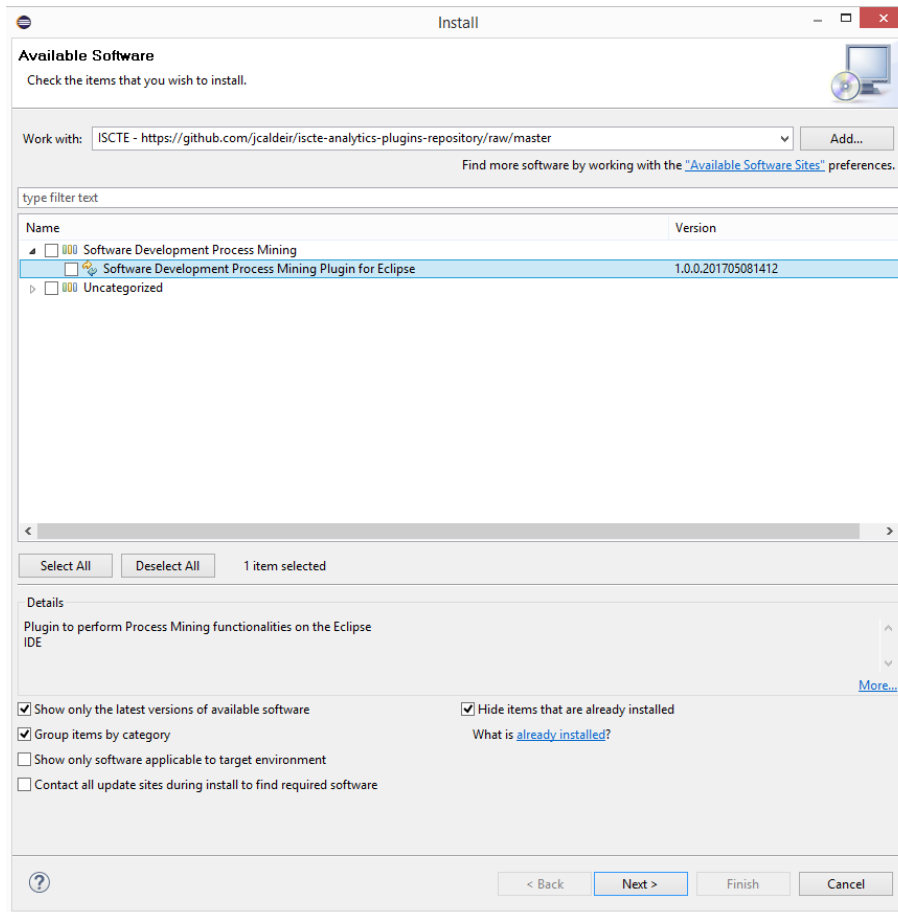 Install
Available Software
Check the items that you wish to install.
Work with: ISCTE - https://github.com/jcaldeir/iscte-analytics-plugins-repository/raw/master Add...
Find more software by working with the "Available Software Sites" preferences.
type filter text
Name Version
Software Development Process Mining
Software Development Process Mining Plugin for Eclipse 1.0.0.201705081412
Uncategorized
Select All Deselect All 1 item selected
Details
Plugin to perform Process Mining functionalities on the Eclipse
IDE
More...
Show only the latest versions of available software Hide items that are already installed
Group items by category What is already installed?
Show only software applicable to target environment
Contact all update sites during install to find required software
? < Back Next > Finish Cancel